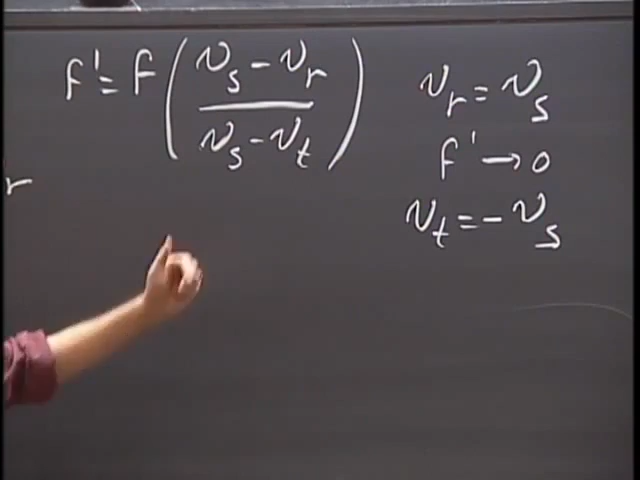 f' = f ( (v_s - v_r) / (v_s - v_t) )
v_r = v_s
f' → 0
v_t = - v_s
r